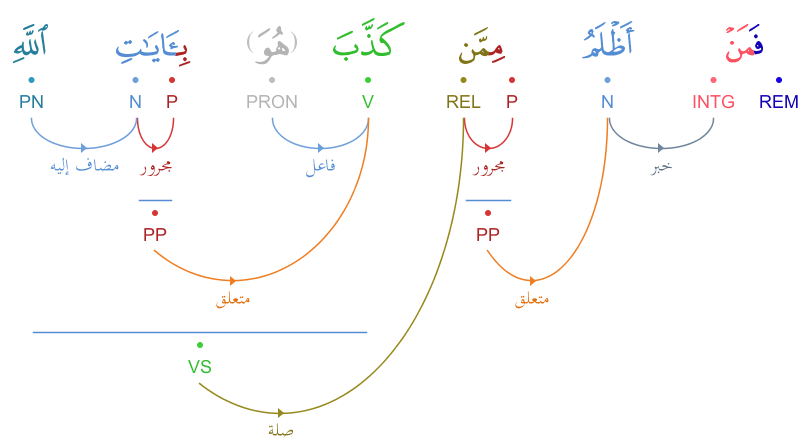 فَمَنْ أَظْلَمُ مِمَّن كَذَّبَ (هُوَ) بِـَٔايَـٰتِ ٱللَّهِ
REM INTG N P REL V PRON P N PN
خبر مجرور فاعل مجرور مضاف إليه
PP PP
متعلق متعلق
VS
صلة